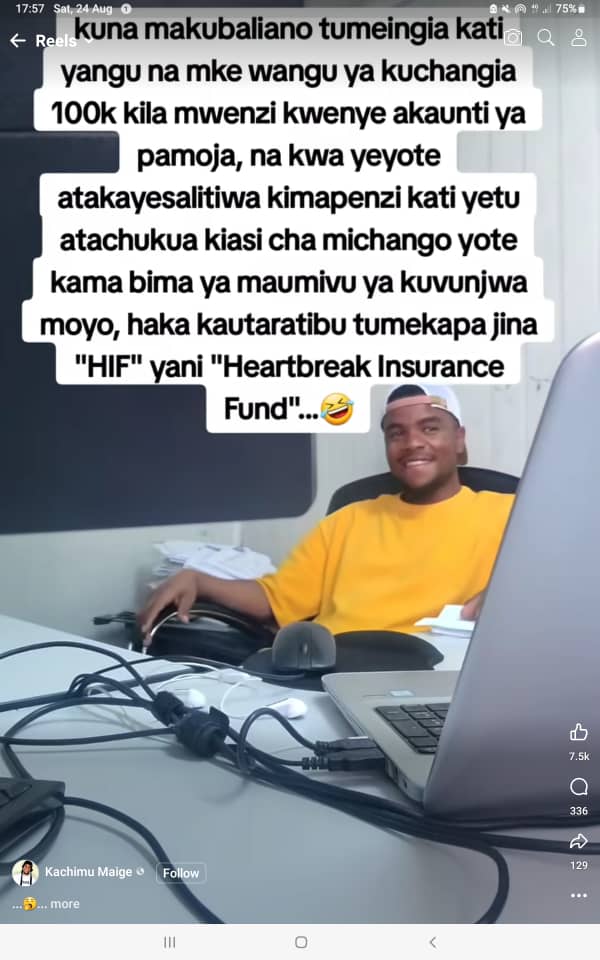 17:57 Sat, 24 Aug
75%
Reels
kuna makubaliano tumeingia kati
yangu na mke wangu ya kuchangia
100k kila mwenzi kwenye akaunti ya
pamoja, na kwa yeyote
atakayesalitiwa kimapenzi kati yetu
atachukua kiasi cha michango yote
kama bima ya maumivu ya kuvunjwa
moyo, haka kautaratibu tumekapa jina
"HIF" yani "Heartbreak Insurance
Fund"...🤣
7.5k
336
129
Kachimu Maige
Follow
...🤫... more